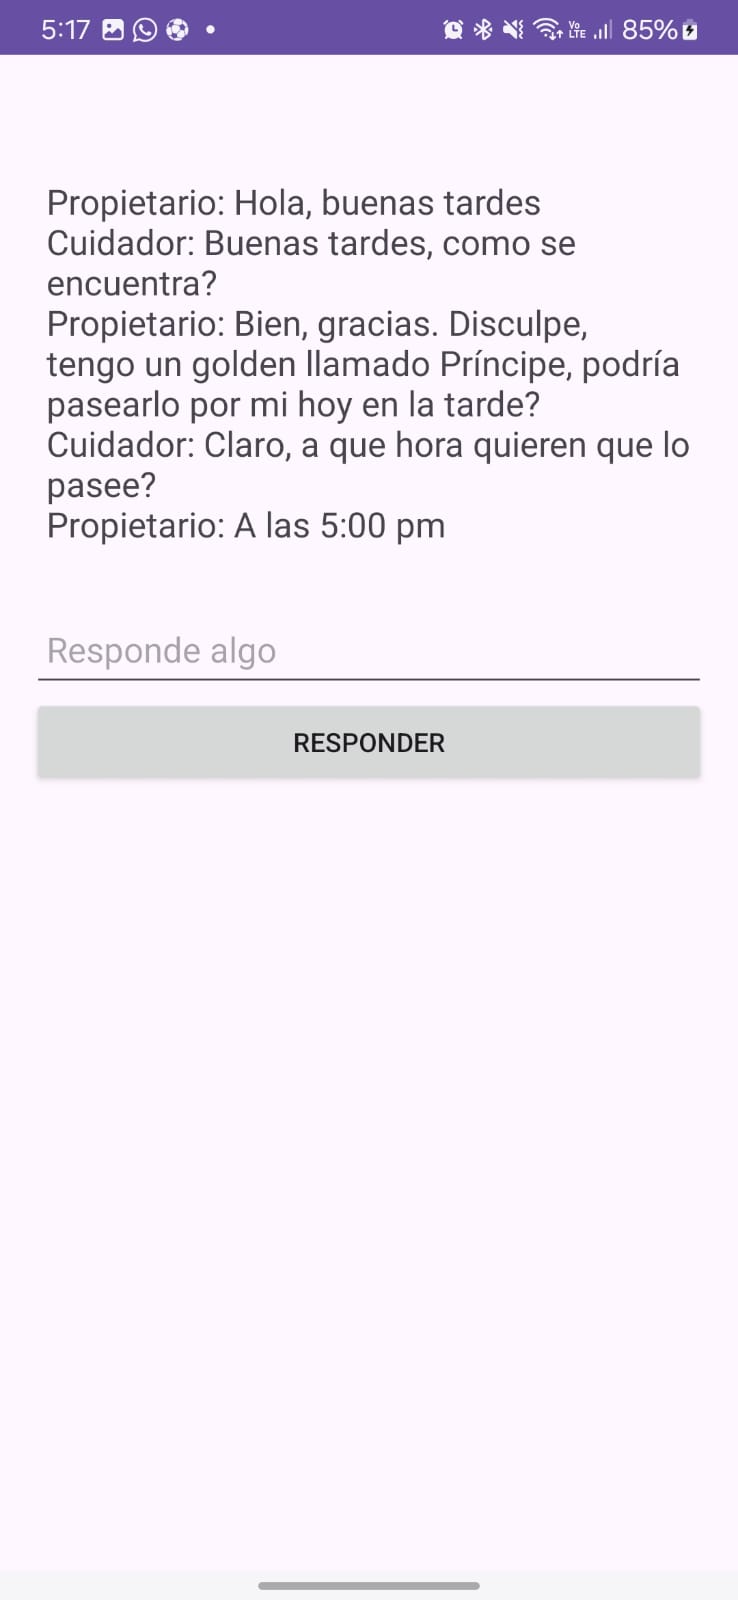 5:17
Vo
LTE
85%
Propietario: Hola, buenas tardes
Cuidador: Buenas tardes, como se
encuentra?
Propietario: Bien, gracias. Disculpe,
tengo un golden llamado Príncipe, podría
pasearlo por mi hoy en la tarde?
Cuidador: Claro, a que hora quieren que lo
pasee?
Propietario: A las 5:00 pm
Responde algo
RESPONDER